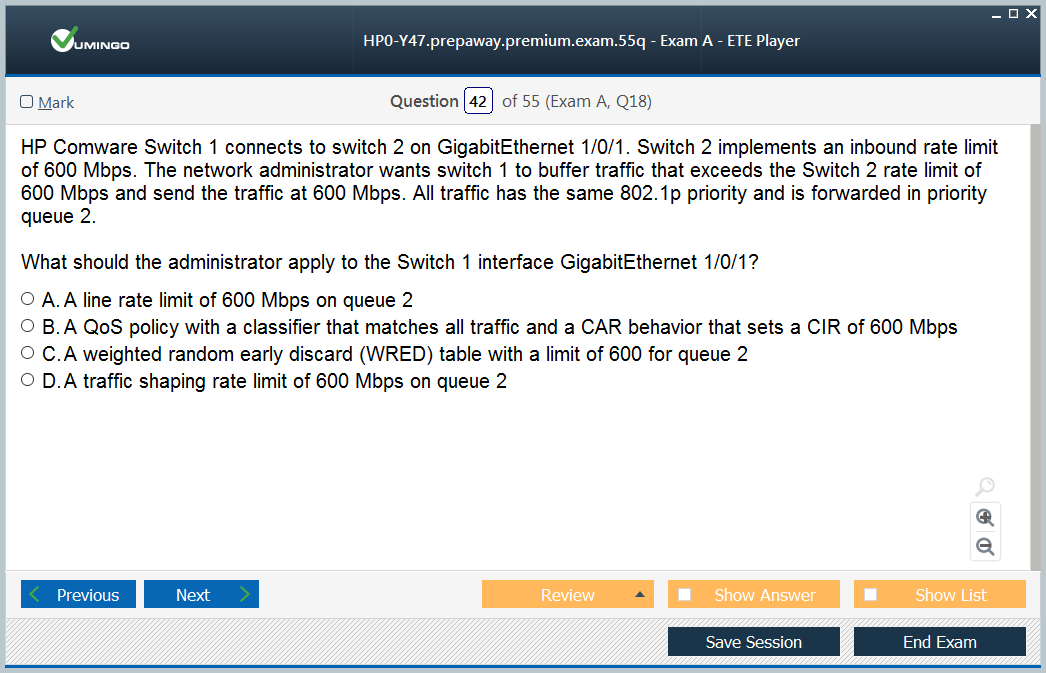 VUMINGO
HP0-Y47.prepaway.premium.exam.55q - Exam A - ETE Player
Mark
Question 42 of 55 (Exam A, Q18)
HP Comware Switch 1 connects to switch 2 on GigabitEthernet 1/0/1. Switch 2 implements an inbound rate limit
of 600 Mbps. The network administrator wants switch 1 to buffer traffic that exceeds the Switch 2 rate limit of
600 Mbps and send the traffic at 600 Mbps. All traffic has the same 802.1p priority and is forwarded in priority
queue 2.
What should the administrator apply to the Switch 1 interface GigabitEthernet 1/0/1?
A. A line rate limit of 600 Mbps on queue 2
B. A QoS policy with a classifier that matches all traffic and a CAR behavior that sets a CIR of 600 Mbps
C. A weighted random early discard (WRED) table with a limit of 600 for queue 2
D. A traffic shaping rate limit of 600 Mbps on queue 2
Previous
Next
Review
Show Answer
Show List
Save Session
End Exam